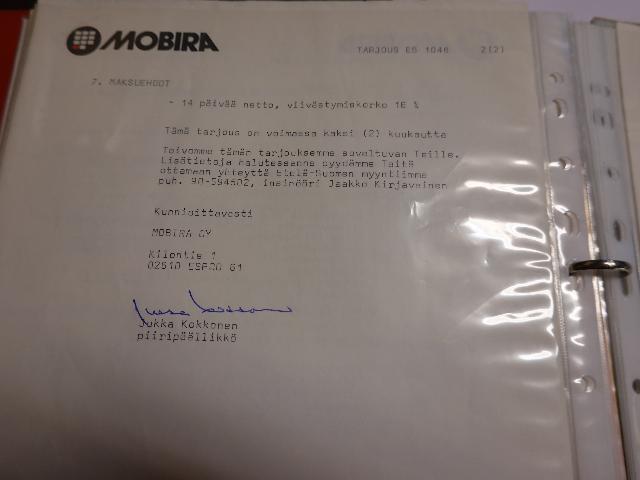 MOBIRA
TARJOUS ES 1046 2(2)
7. MAKSUEHDOT
- 14 päivää netto, viivästymiskorko 16 %
Tämä tarjous on voimassa kaksi (2) kuukautta
Toivomme tämän tarjouksemme soveltuvan Teille.
Lisätietoja halutessanne pyydämme Teitä
ottamaan yhteyttä Etelä-Suomen myyntiimme
puh. 90-594602, insinööri Jaakko Kirjavainen
Kunnioittavasti
MOBIRA OY
Kilontie 1
02610 ESPOO 61
Jukka Kokkonen
piiripäällikkö